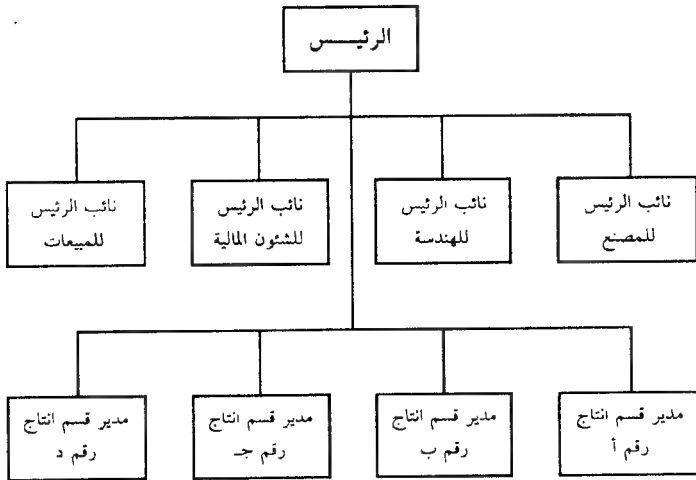 الرئيـــس
نائب الرئيس
للمصنع
نائب الرئيس
للهندسة
نائب الرئيس
للشئون المالية
نائب الرئيس
للمبيعات
مدير قسم انتاج
رقم أ
مدير قسم انتاج
رقم ب
مدير قسم انتاج
رقم جـ
مدير قسم انتاج
رقم د